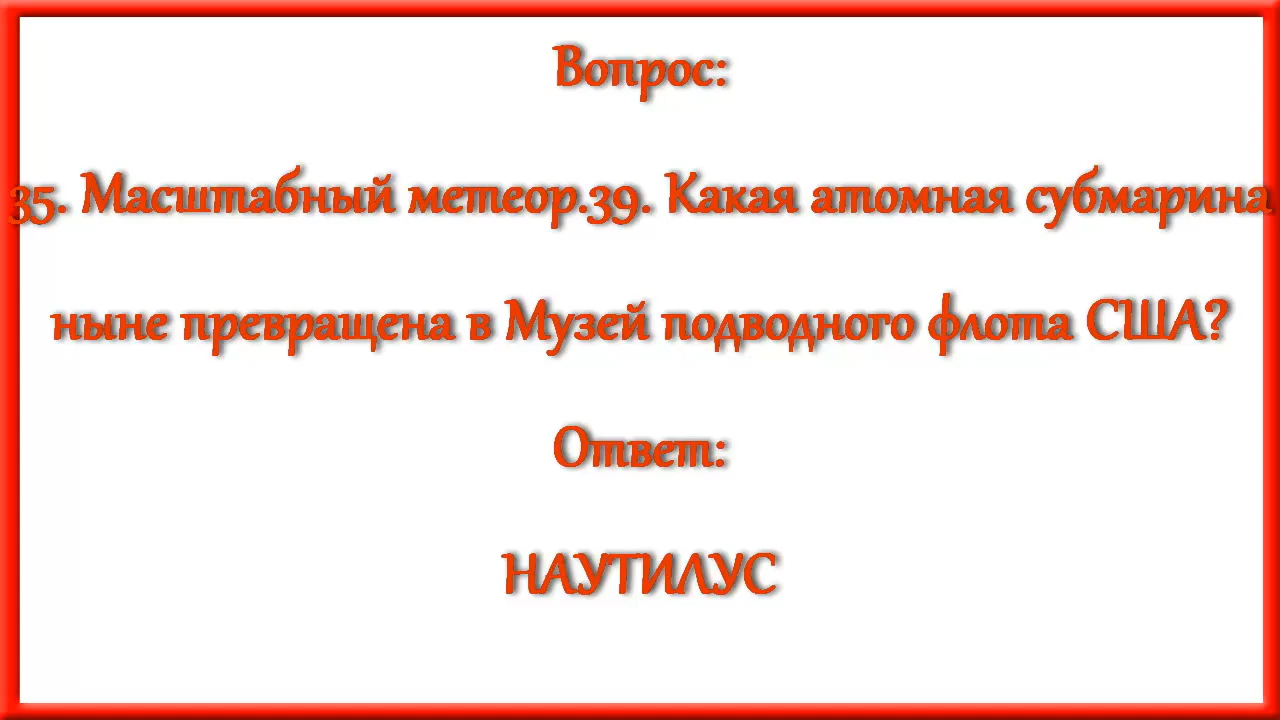 Вопрос:
35. Масштабный метеор.39. Какая атомная субмарина
ныне превращена в Музей подводного флота США?
Ответ:
НАУТИЛУС